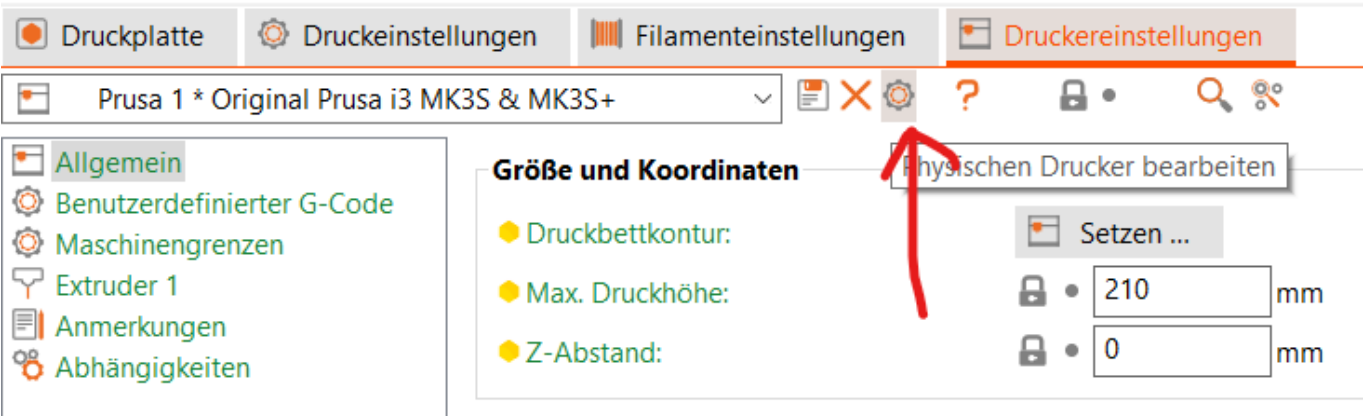 Druckplatte Druckeinstellungen Filamenteinstellungen Druckereinstellungen
Prusa 1 * Original Prusa i3 MK3S & MK3S+ ?
Allgemein
Benutzerdefinierter G-Code
Maschinengrenzen
Extruder 1
Anmerkungen
Abhängigkeiten
Größe und Koordinaten
Physischen Drucker bearbeiten
Druckbettkontur: Setzen ...
Max. Druckhöhe: 210 mm
Z-Abstand: 0 mm